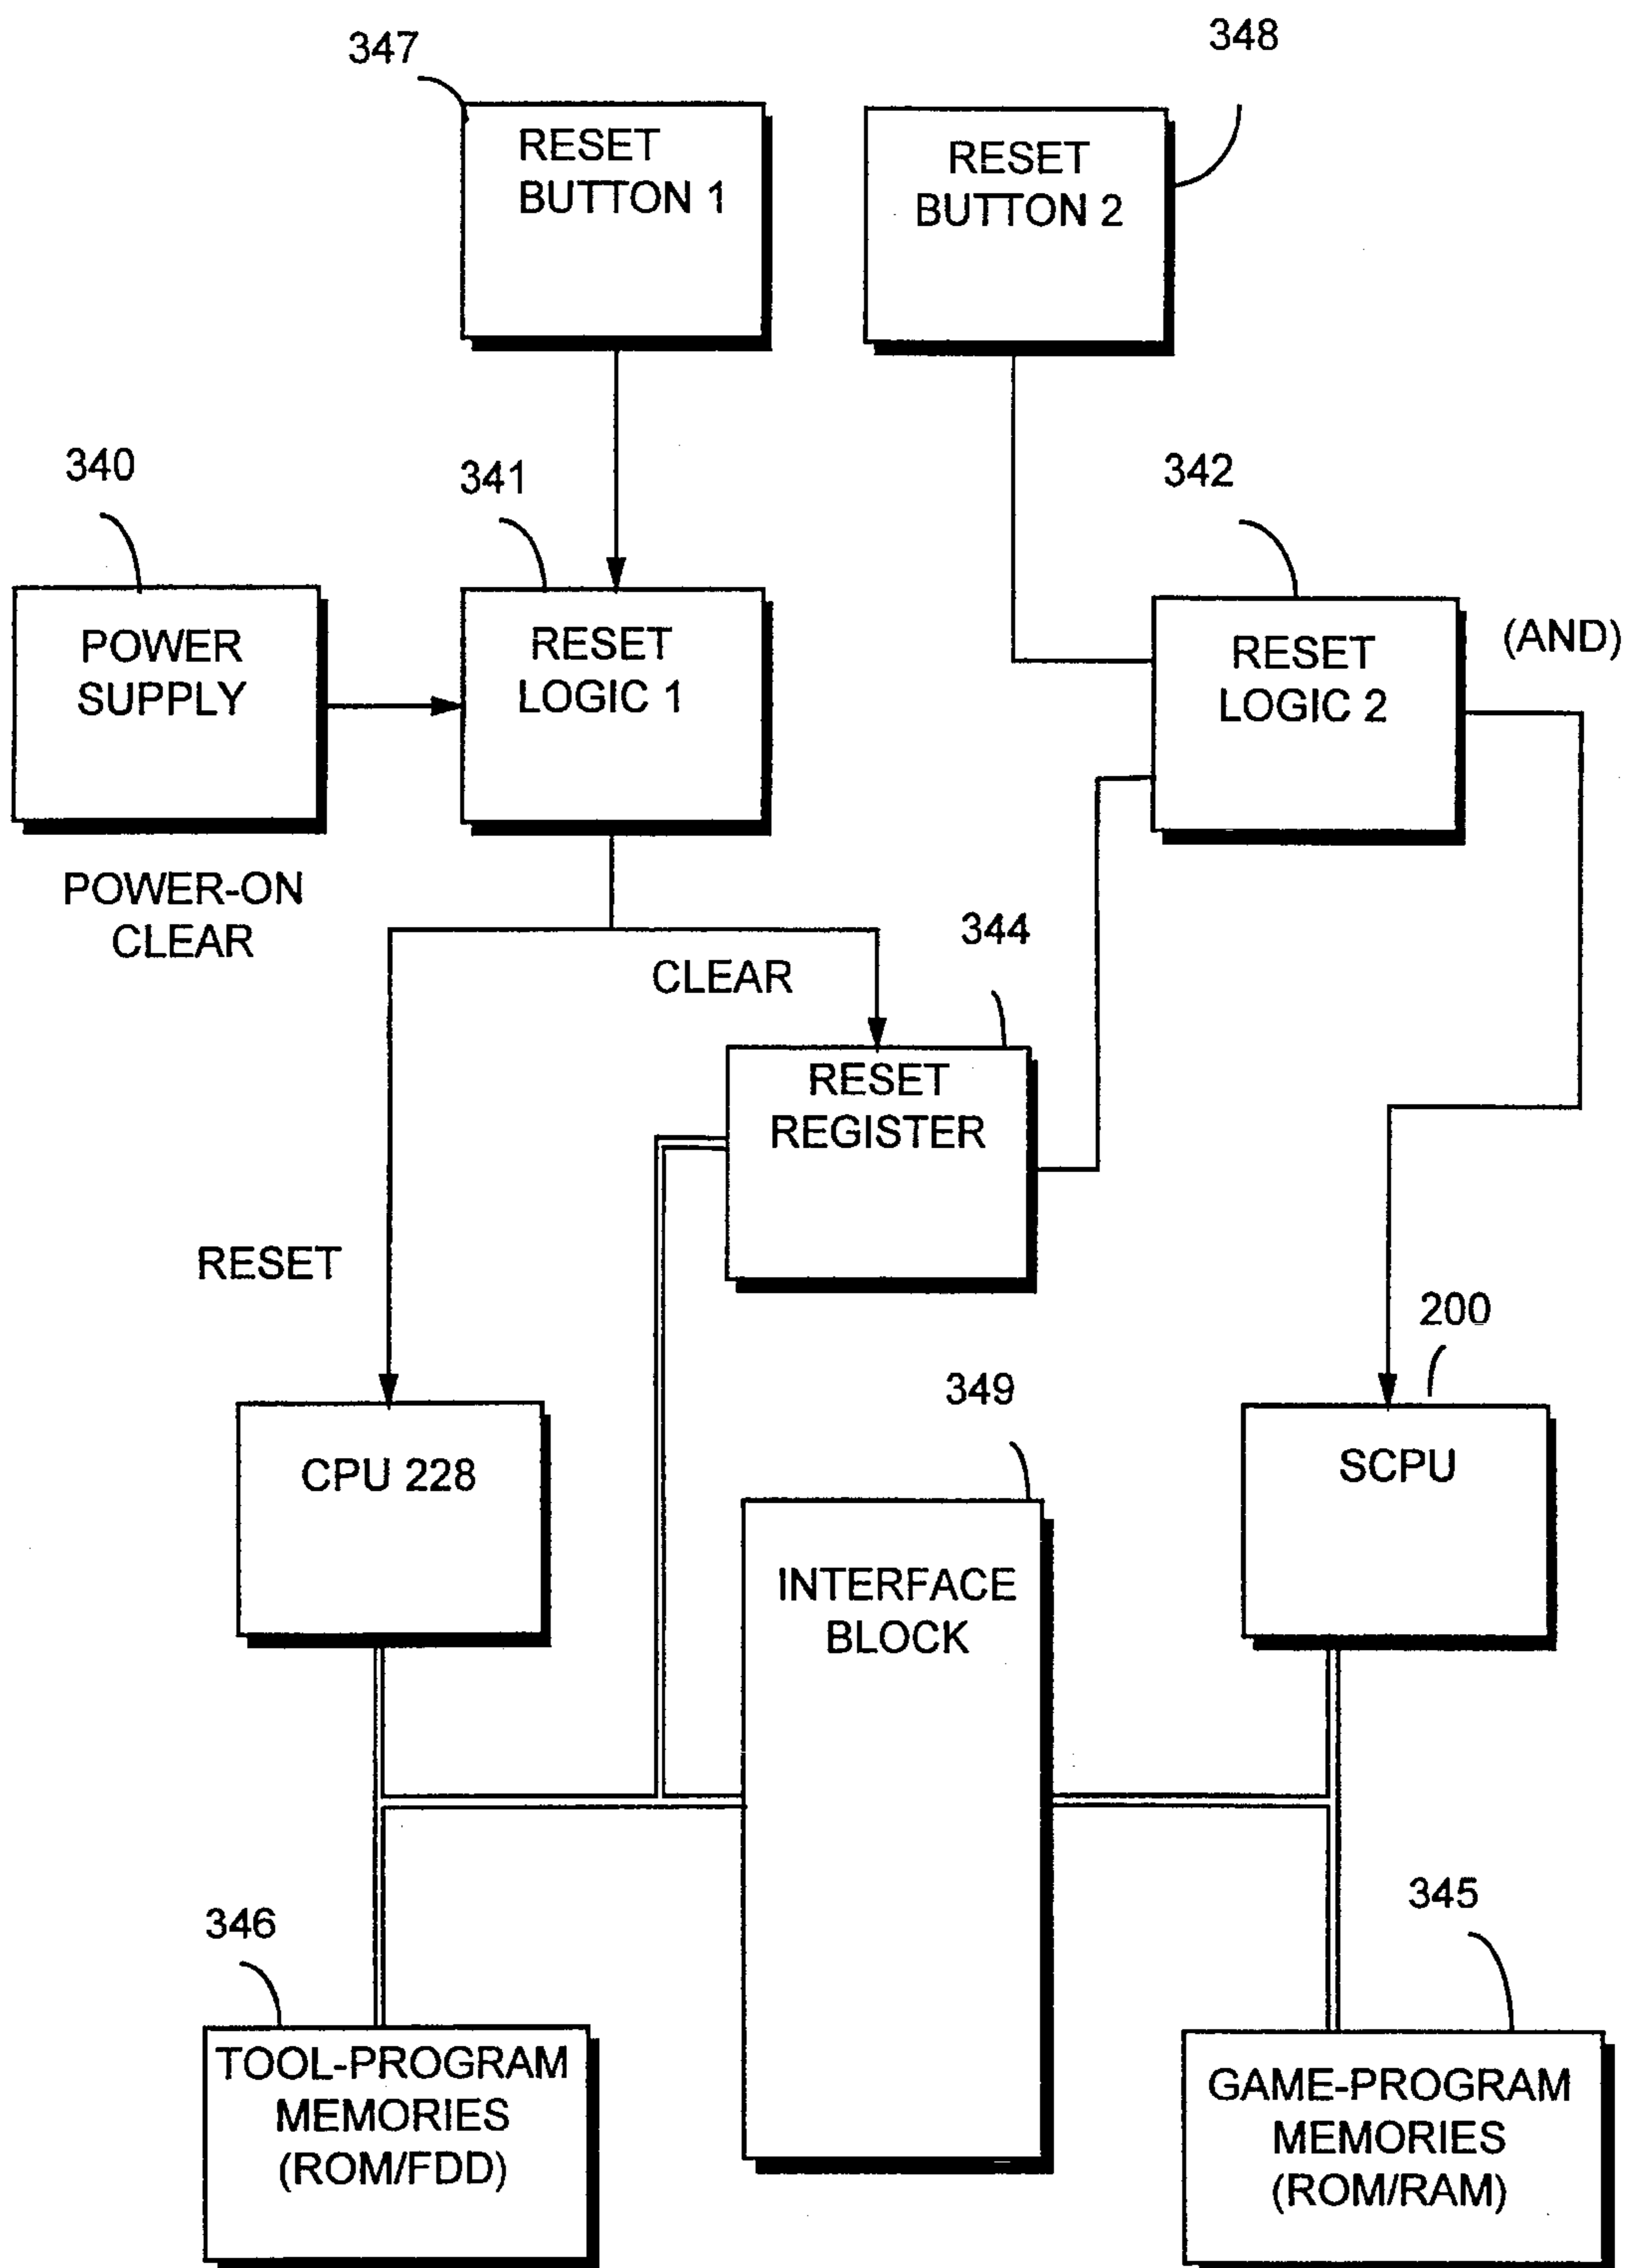 347
348
RESET
BUTTON 1
RESET
BUTTON 2
340
341
342
POWER
SUPPLY
RESET
LOGIC 1
RESET
LOGIC 2
(AND)
POWER-ON
CLEAR
CLEAR
344
RESET
REGISTER
RESET
200
349
CPU 228
SCPU
INTERFACE
BLOCK
346
345
TOOL-PROGRAM
MEMORIES
(ROM/FDD)
GAME-PROGRAM
MEMORIES
(ROM/RAM)